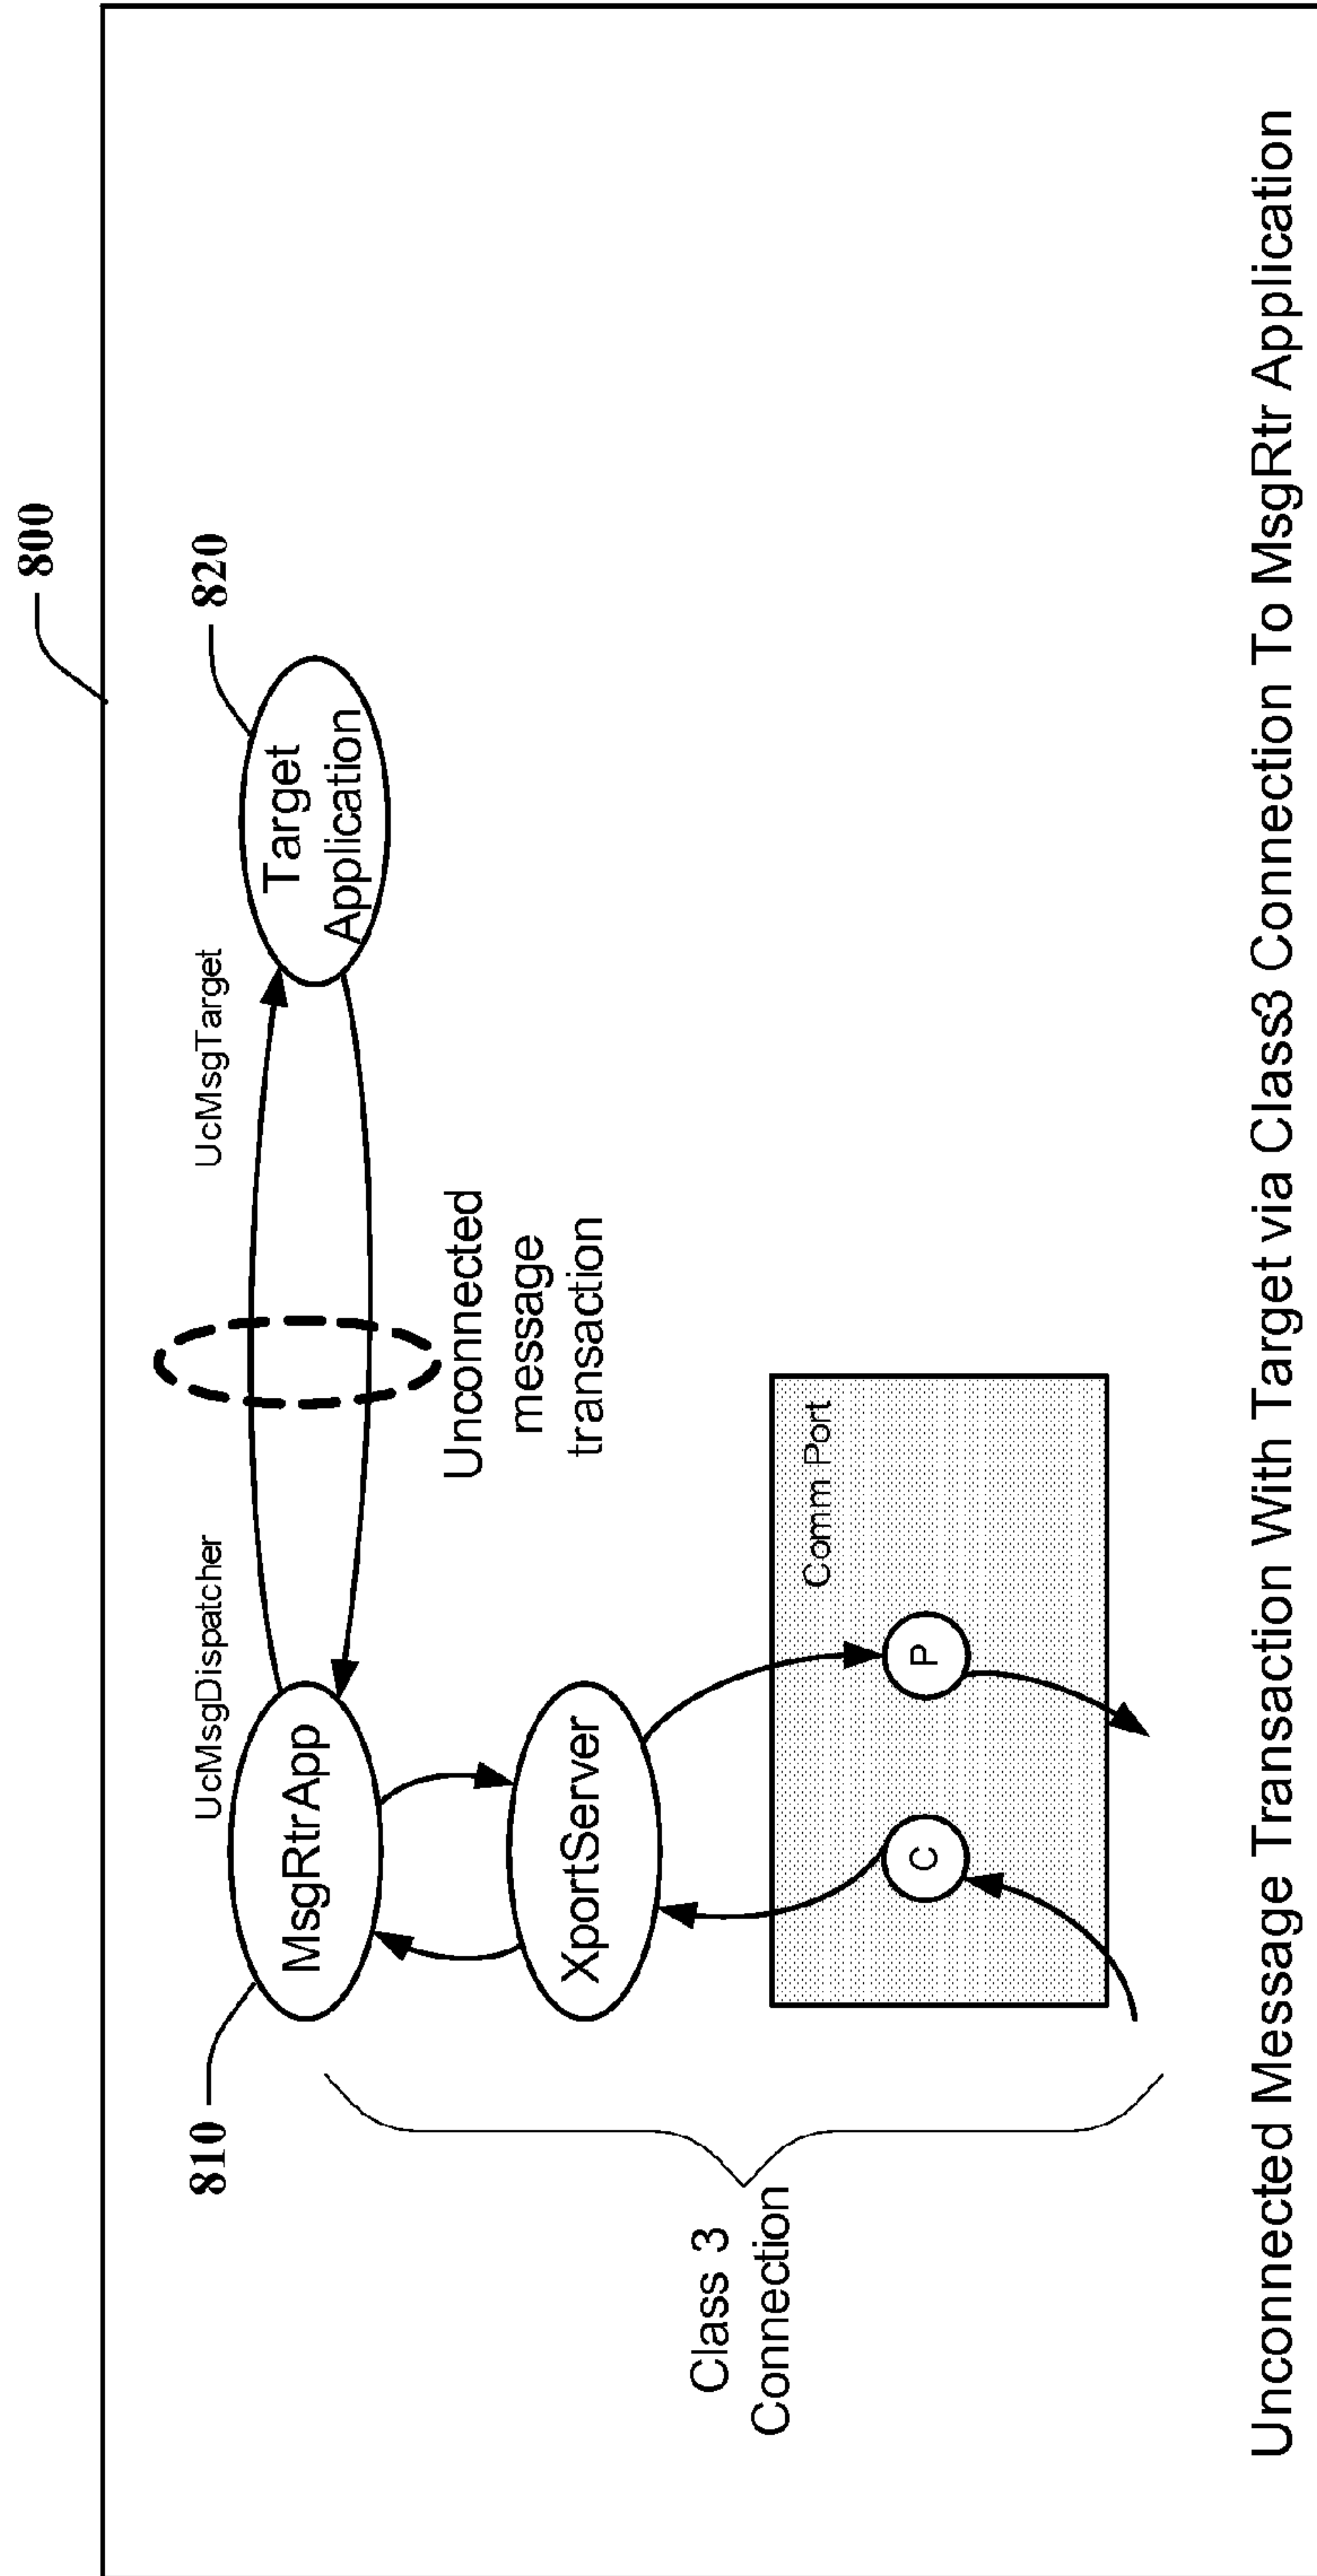 800
820
810
UcMsgDispatcher
UcMsgTarget
MsgRtrApp
Target
Application
Unconnected
message
transaction
XportServer
Class 3
Connection
Comm Port
C
P
Unconnected Message Transaction With Target via Class3 Connection To MsgRtr Application